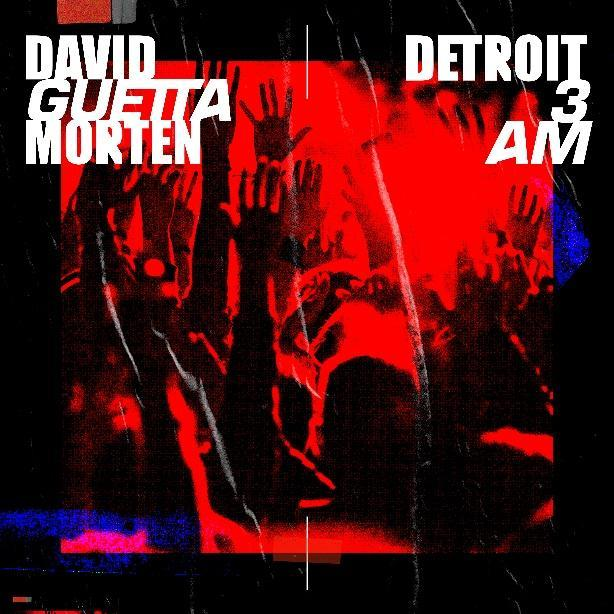 DAVID
GUETTA
MORTEN
DETROIT
3
AM